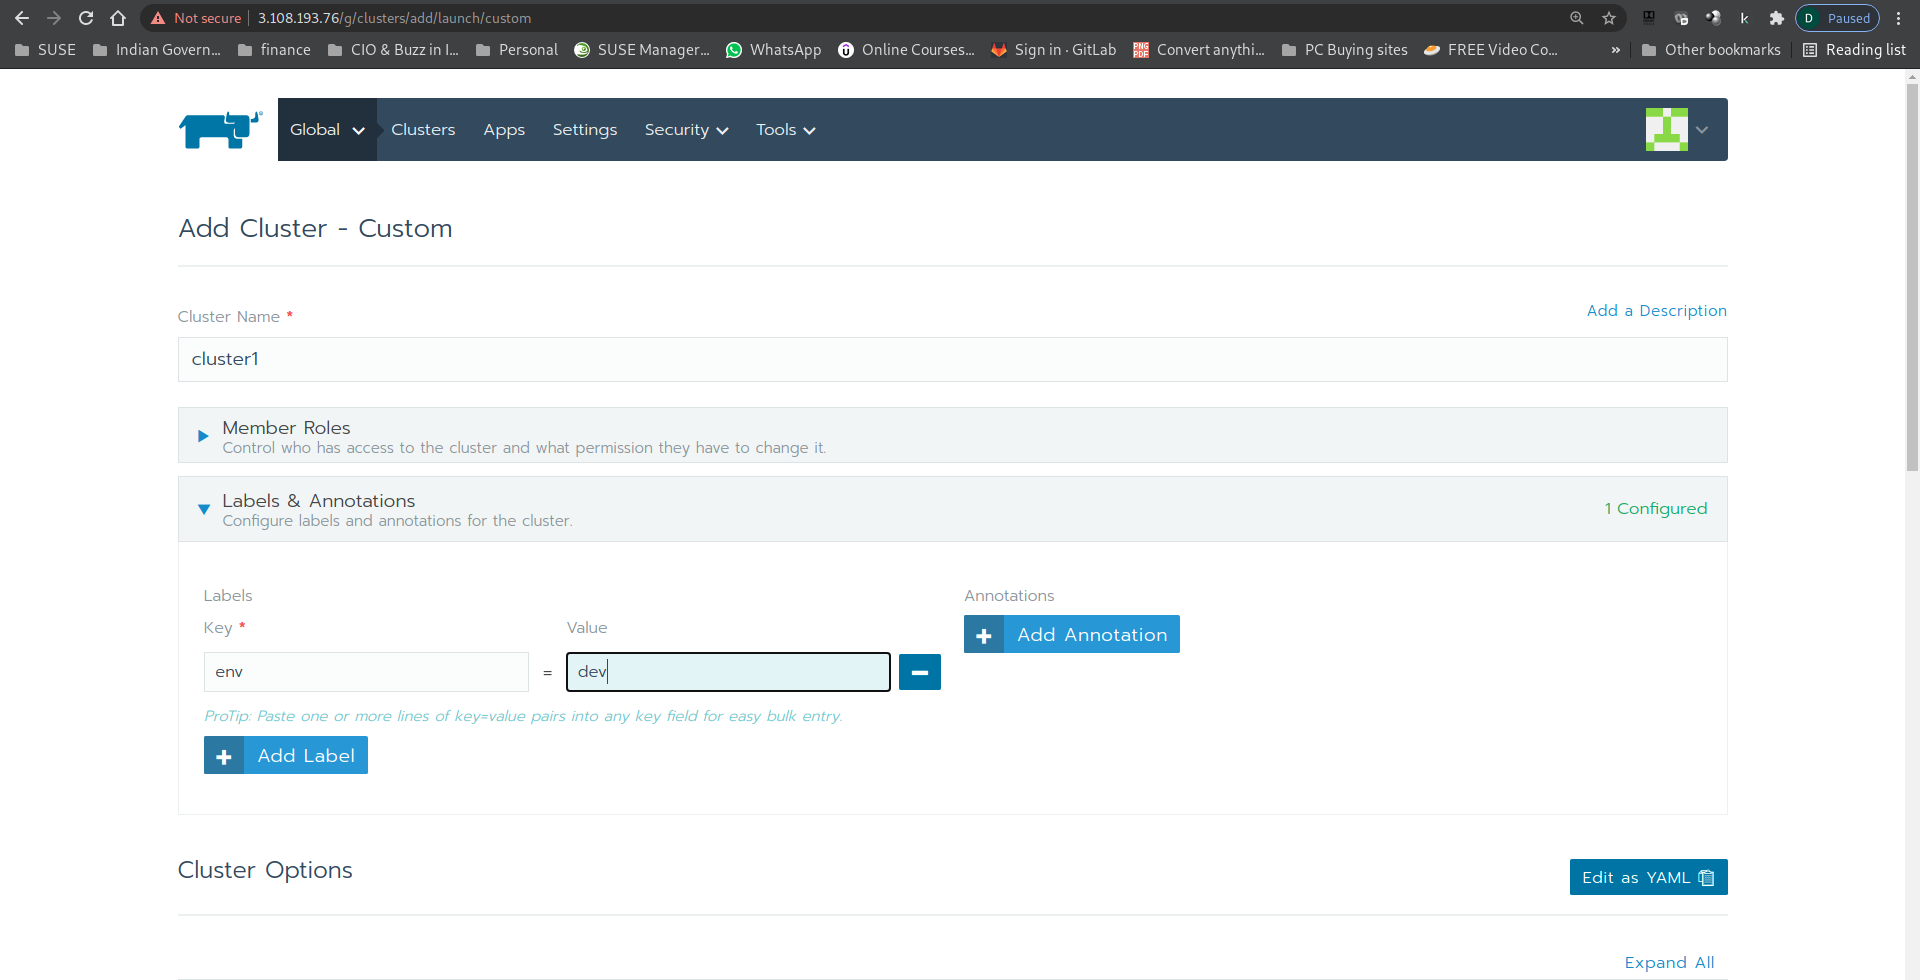 Not secure 3.108.193.76/g/clusters/add/launch/custom D Paused
SUSE Indian Govern... finance CIO & Buzz in I... Personal SUSE Manager... WhatsApp Online Courses... Sign in · GitLab Convert anythi... PC Buying sites FREE Video Co... » Other bookmarks Reading list
Global Clusters Apps Settings Security Tools
Add Cluster - Custom
Cluster Name * Add a Description
cluster1
Member Roles
Control who has access to the cluster and what permission they have to change it.
Labels & Annotations
Configure labels and annotations for the cluster.
1 Configured
Labels Annotations
Key * Value
+ Add Annotation
env = dev
ProTip: Paste one or more lines of key=value pairs into any key field for easy bulk entry.
+ Add Label
Cluster Options
Edit as YAML
Expand All